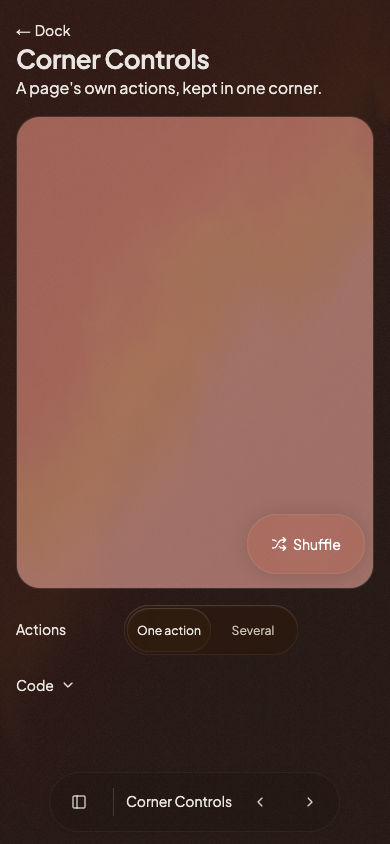 ← Dock
Corner Controls
A page's own actions, kept in one corner.
Shuffle
Actions
One action
Several
Code
Corner Controls